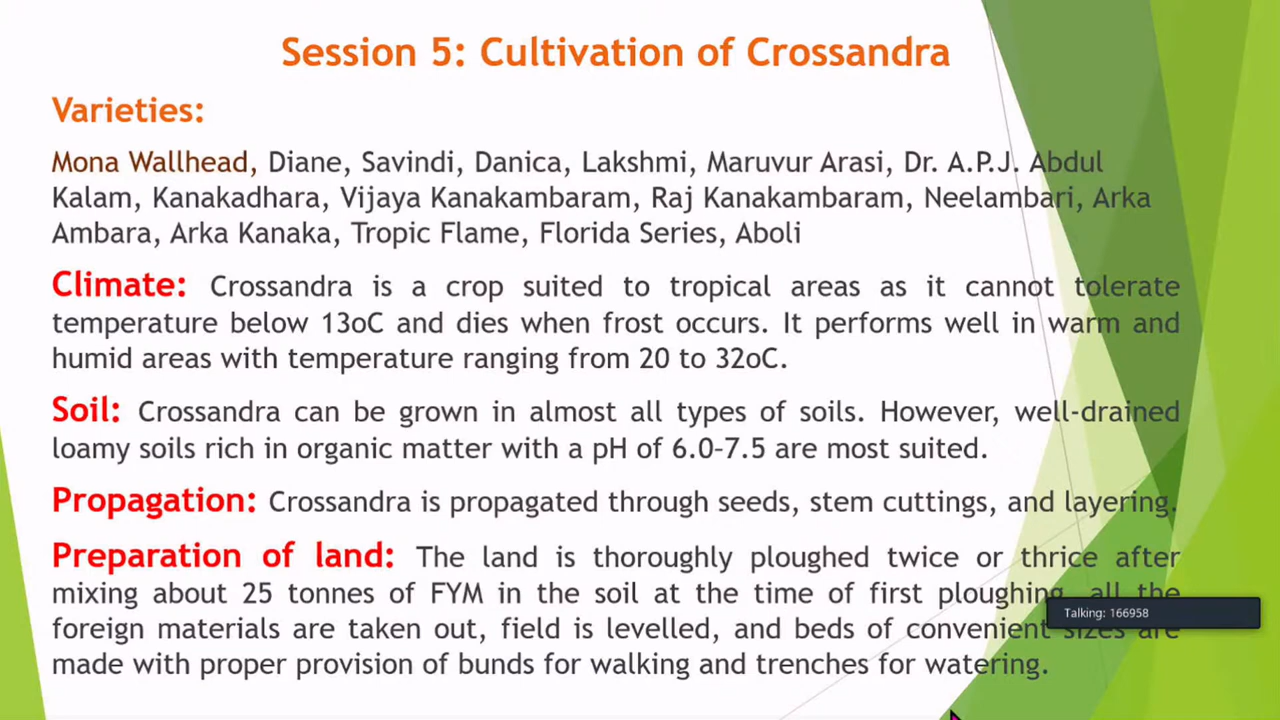 Session 5: Cultivation of Crossandra
Varieties:
Mona Wallhead, Diane, Savindi, Danica, Lakshmi, Maruvur Arasi, Dr. A.P.J. Abdul
Kalam, Kanakadhara, Vijaya Kanakambaram, Raj Kanakambaram, Neelambari, Arka
Ambara, Arka Kanaka, Tropic Flame, Florida Series, Aboli
Climate: Crossandra is a crop suited to tropical areas as it cannot tolerate
temperature below 13oC and dies when frost occurs. It performs well in warm and
humid areas with temperature ranging from 20 to 32oC.
Soil: Crossandra can be grown in almost all types of soils. However, well-drained
loamy soils rich in organic matter with a pH of 6.0–7.5 are most suited.
Propagation: Crossandra is propagated through seeds, stem cuttings, and layering.
Preparation of land: The land is thoroughly ploughed twice or thrice after
mixing about 25 tonnes of FYM in the soil at the time of first ploughing, all the
Talking: 166958
foreign materials are taken out, field is levelled, and beds of convenient sizes are
made with proper provision of bunds for walking and trenches for watering.